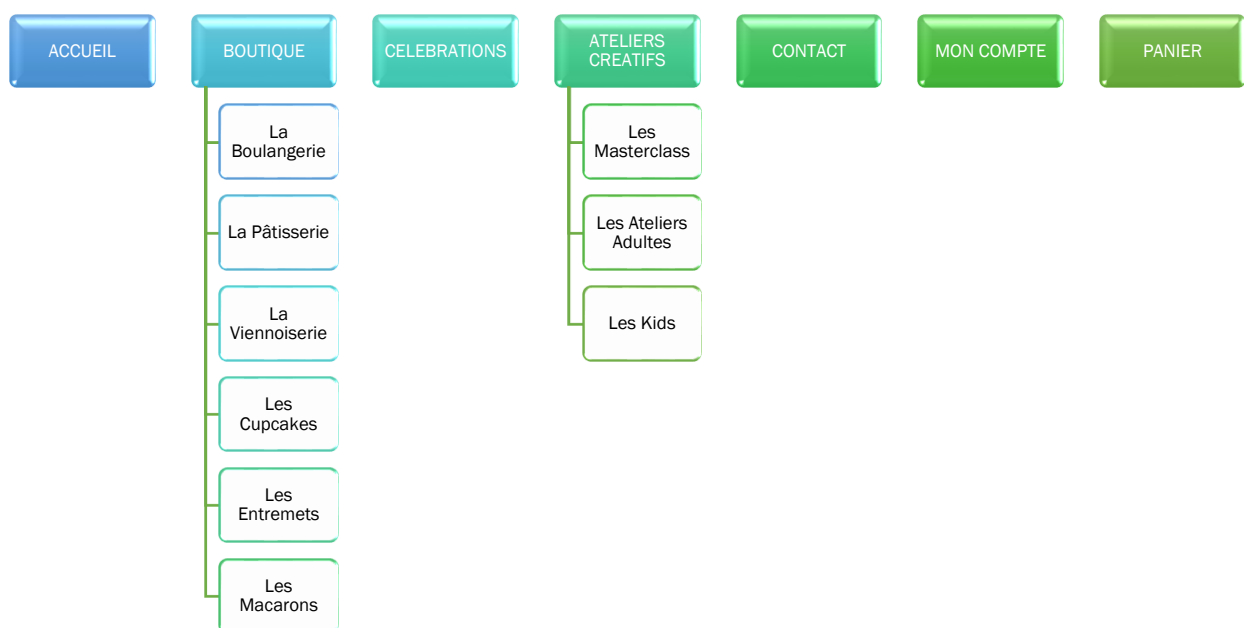 ACCUEIL
BOUTIQUE
CELEBRATIONS
ATELIERS
CREATIFS
CONTACT
MON COMPTE
PANIER
La
Boulangerie
La Pâtisserie
La
Viennoiserie
Les
Cupcakes
Les
Entremets
Les
Macarons
Les
Masterclass
Les Ateliers
Adultes
Les Kids